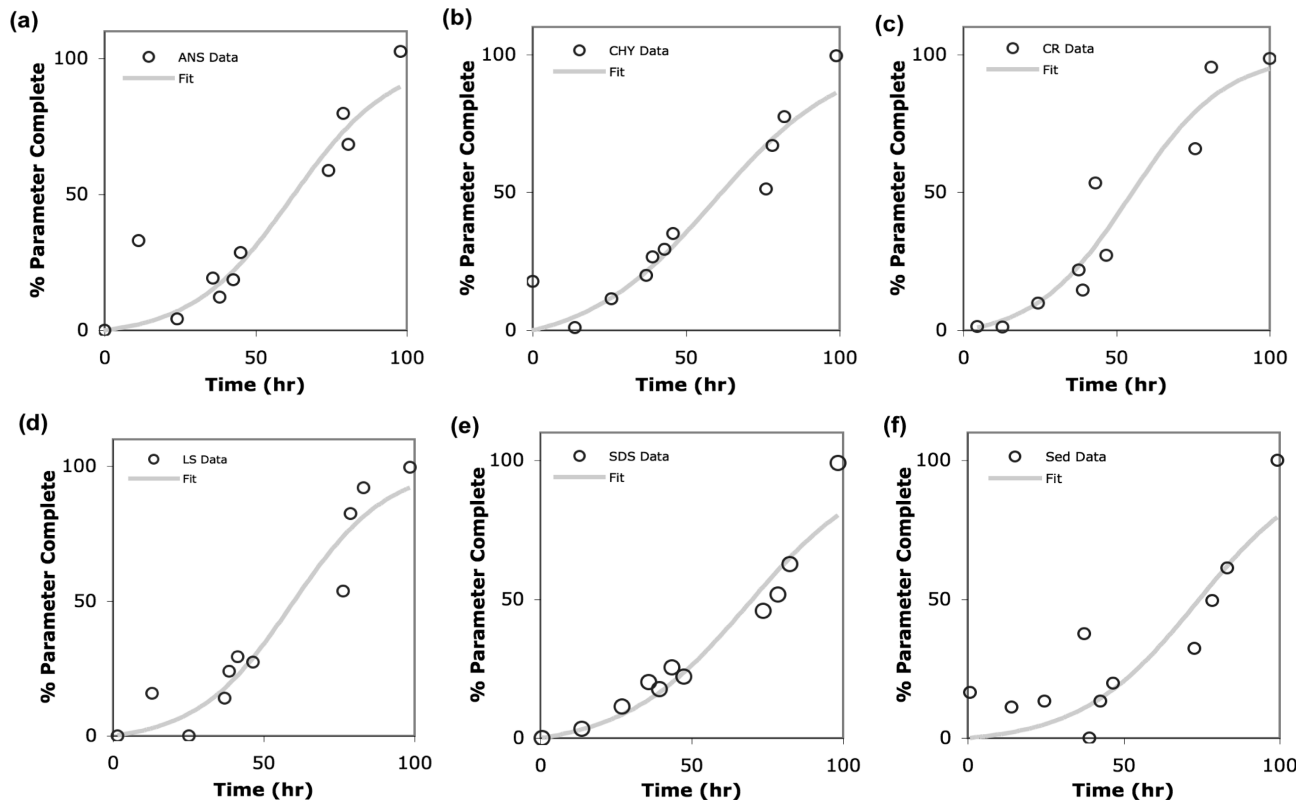 (a)
ANS Data
Fit
% Parameter Complete
100
50
0
0
50
100
Time (hr)
(b)
CHY Data
Fit
% Parameter Complete
100
50
0
0
50
100
Time (hr)
(c)
CR Data
Fit
% Parameter Complete
100
50
0
0
50
100
Time (hr)
(d)
LS Data
Fit
% Parameter Complete
100
50
0
0
50
100
Time (hr)
(e)
SDS Data
Fit
% Parameter Complete
100
50
0
0
50
100
Time (hr)
(f)
Sed Data
Fit
% Parameter Complete
100
50
0
0
50
100
Time (hr)